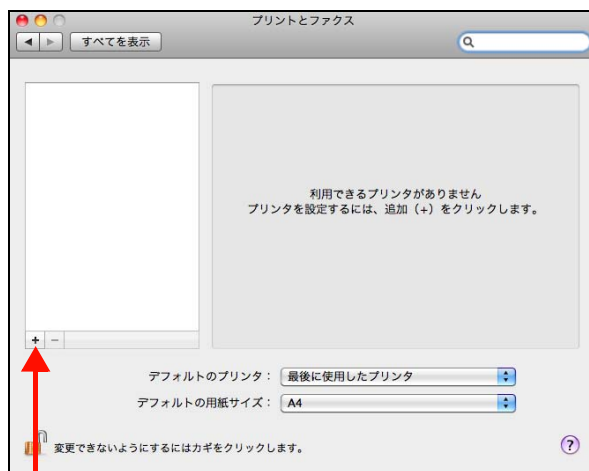 プリントとファクス
すべてを表示
利用できるプリンタがありません
プリンタを設定するには、追加（+）をクリックします。
+ −
デフォルトのプリンタ： 最後に使用したプリンタ
デフォルトの用紙サイズ： A4
変更できないようにするにはカギをクリックします。
?